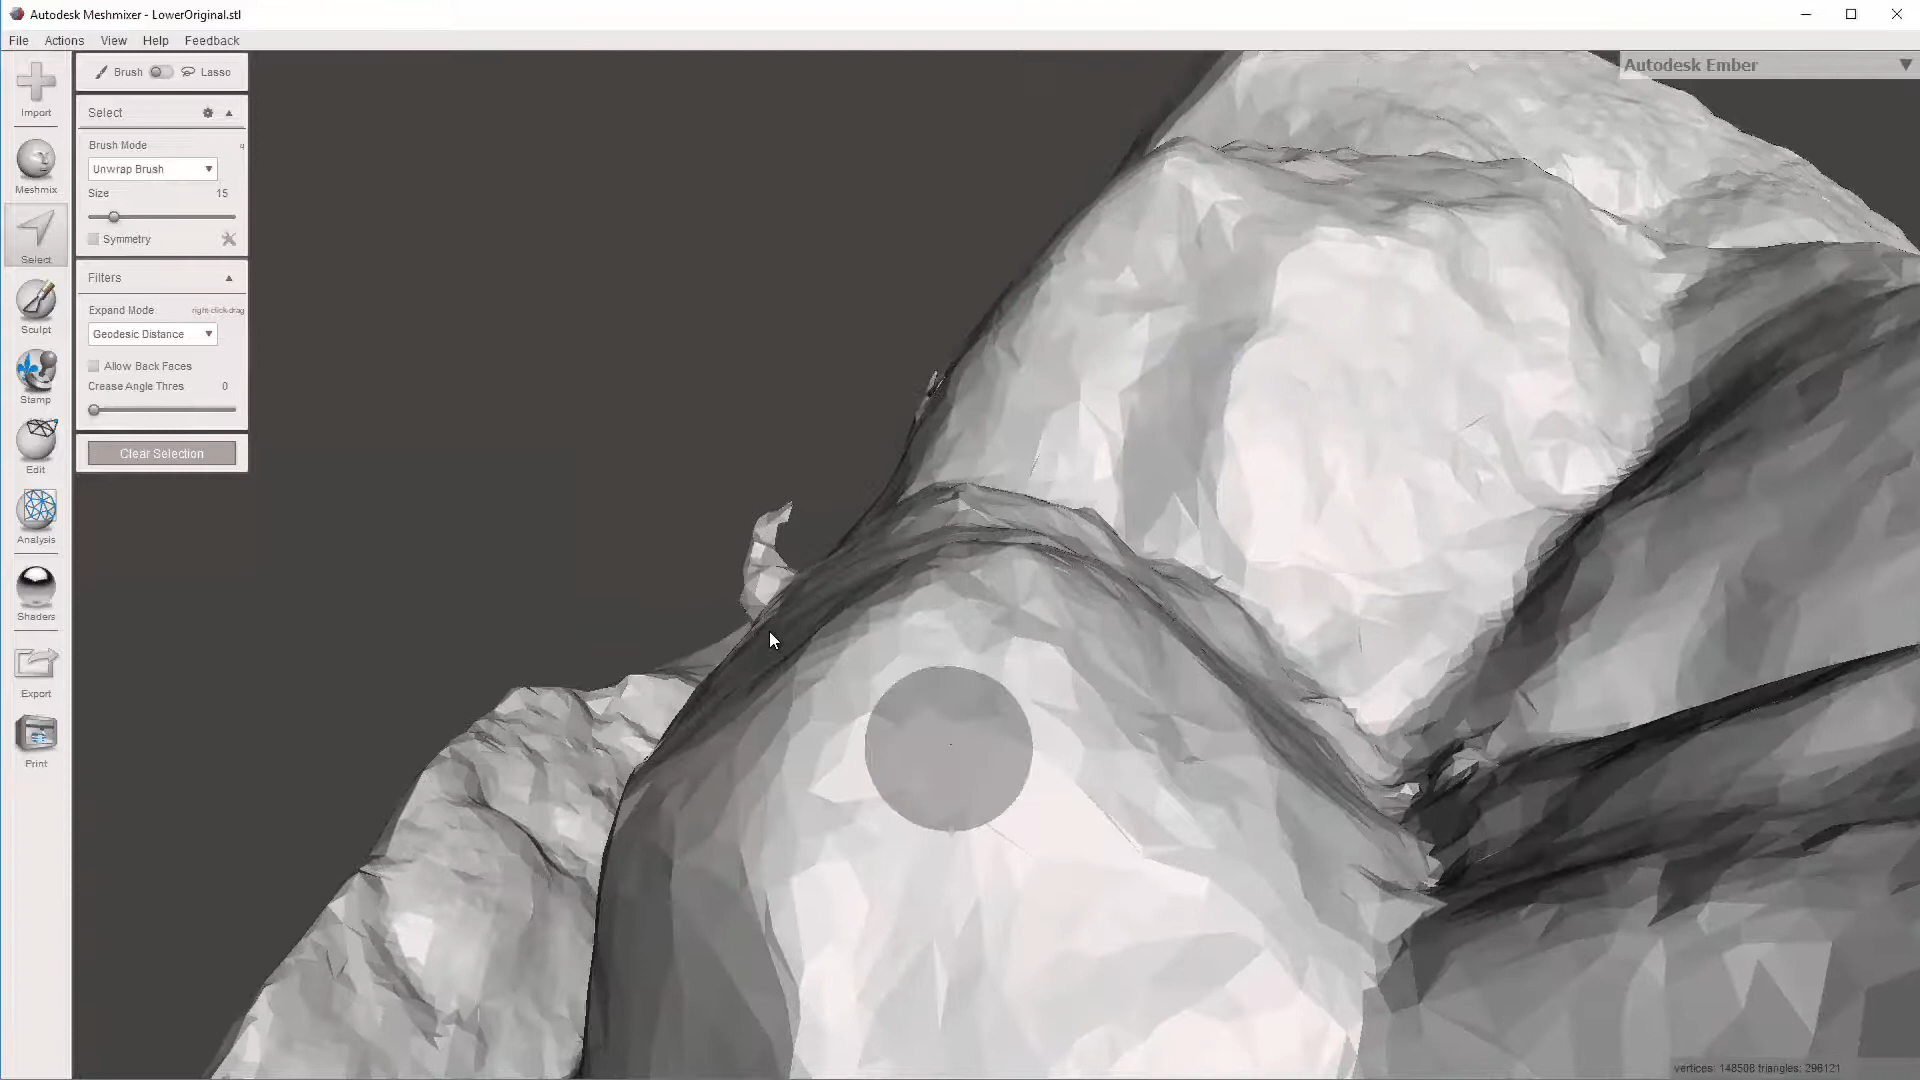 Autodesk Meshmixer - LowerOriginal.stl
File Actions View Help Feedback
Autodesk Ember
Brush Lasso
Import
Select
Brush Mode
Unwrap Brush
Size 15
Symmetry
Meshmix
Select
Filters
Expand Mode right-click-drag
Geodesic Distance
Allow Back Faces
Crease Angle Thres 0
Clear Selection
Sculpt
Stamp
Edit
Analysis
Shaders
Export
Print
vertices: 148508 triangles: 296121